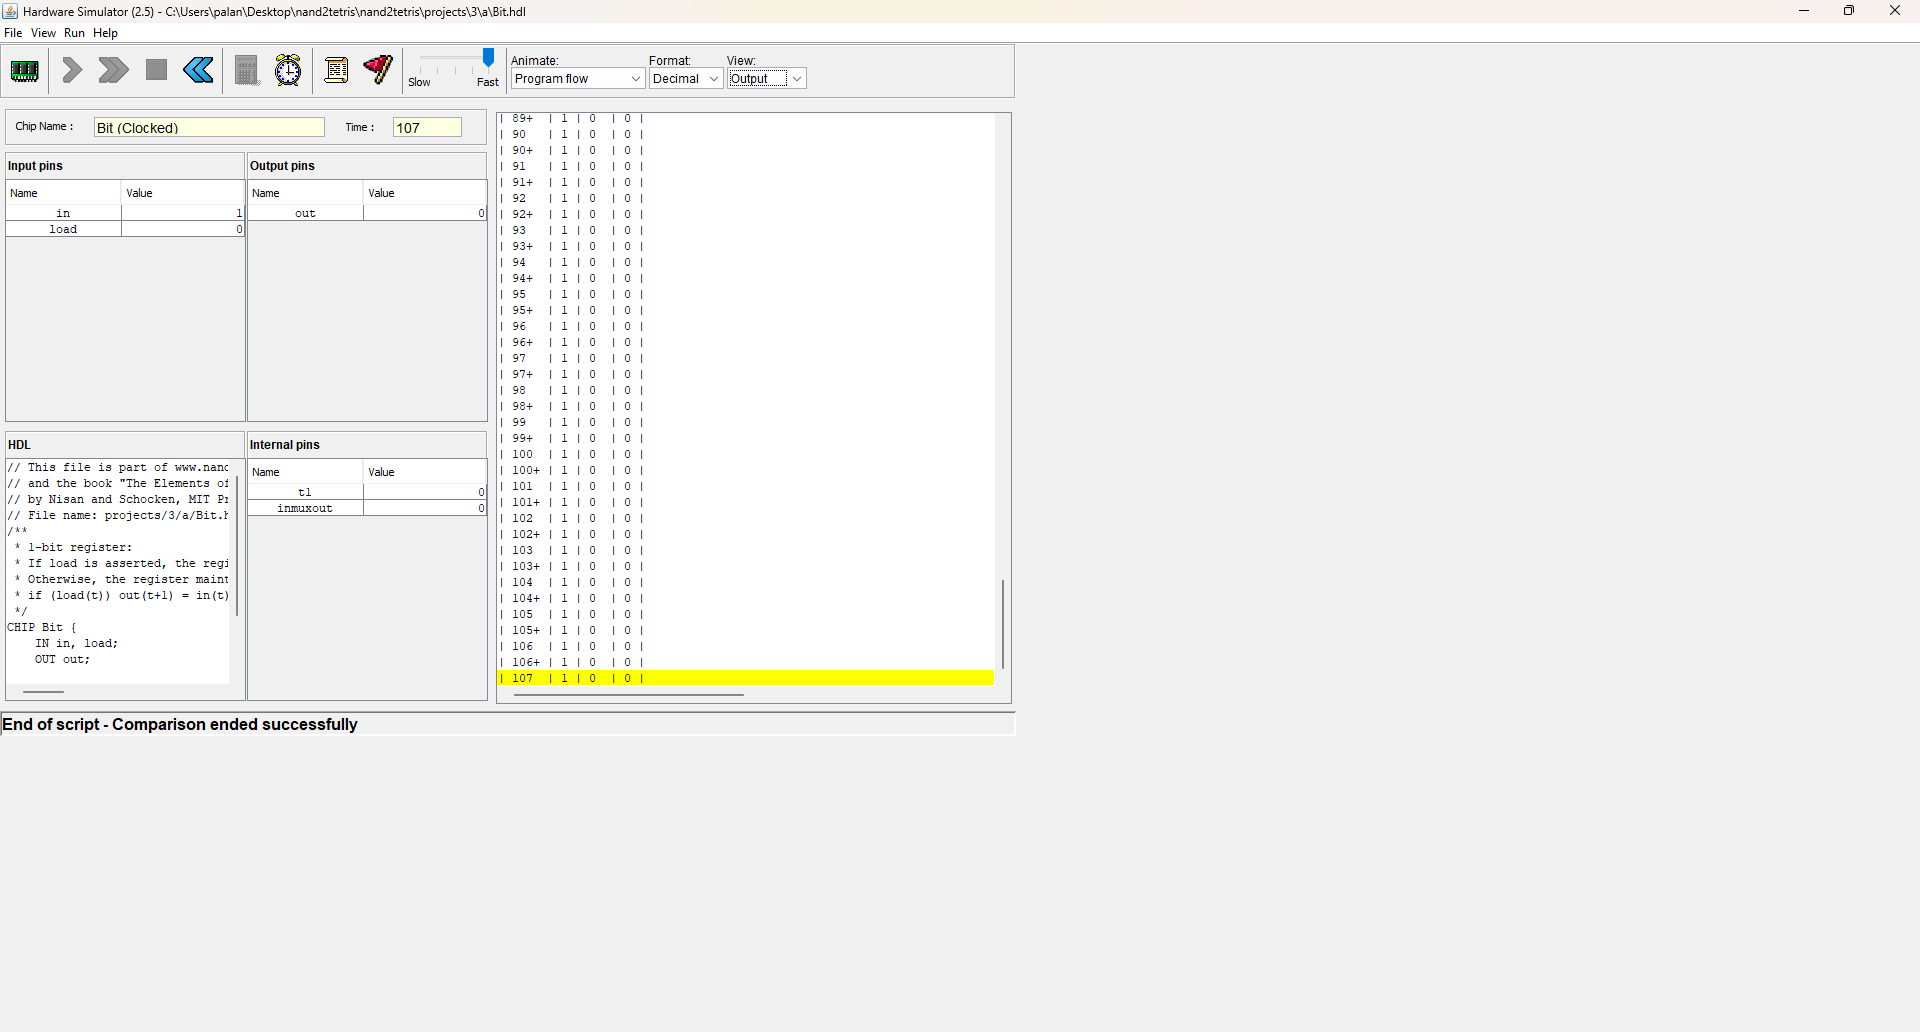 Hardware Simulator (2.5) - C:\Users\palan\Desktop\nand2tetris\nand2tetris\projects\3\a\Bit.hdl
File View Run Help
Slow Fast
Animate: Format: View:
Program flow Decimal Output
Chip Name : Bit (Clocked) Time : 107
Input pins
Name Value
in 1
load 0
Output pins
Name Value
out 0
HDL
// This file is part of www.nand
// and the book "The Elements of
// by Nisan and Schocken, MIT Pr
// File name: projects/3/a/Bit.h
/**
* 1-bit register:
* If load is asserted, the regi
* Otherwise, the register maint
* if (load(t)) out(t+1) = in(t)
*/
CHIP Bit {
IN in, load;
OUT out;
Internal pins
Name Value
t1 0
inmuxout 0
| 89+ | 1 | 0 | 0 |
| 90 | 1 | 0 | 0 |
| 90+ | 1 | 0 | 0 |
| 91 | 1 | 0 | 0 |
| 91+ | 1 | 0 | 0 |
| 92 | 1 | 0 | 0 |
| 92+ | 1 | 0 | 0 |
| 93 | 1 | 0 | 0 |
| 93+ | 1 | 0 | 0 |
| 94 | 1 | 0 | 0 |
| 94+ | 1 | 0 | 0 |
| 95 | 1 | 0 | 0 |
| 95+ | 1 | 0 | 0 |
| 96 | 1 | 0 | 0 |
| 96+ | 1 | 0 | 0 |
| 97 | 1 | 0 | 0 |
| 97+ | 1 | 0 | 0 |
| 98 | 1 | 0 | 0 |
| 98+ | 1 | 0 | 0 |
| 99 | 1 | 0 | 0 |
| 99+ | 1 | 0 | 0 |
| 100 | 1 | 0 | 0 |
| 100+ | 1 | 0 | 0 |
| 101 | 1 | 0 | 0 |
| 101+ | 1 | 0 | 0 |
| 102 | 1 | 0 | 0 |
| 102+ | 1 | 0 | 0 |
| 103 | 1 | 0 | 0 |
| 103+ | 1 | 0 | 0 |
| 104 | 1 | 0 | 0 |
| 104+ | 1 | 0 | 0 |
| 105 | 1 | 0 | 0 |
| 105+ | 1 | 0 | 0 |
| 106 | 1 | 0 | 0 |
| 106+ | 1 | 0 | 0 |
| 107 | 1 | 0 | 0 |
End of script - Comparison ended successfully